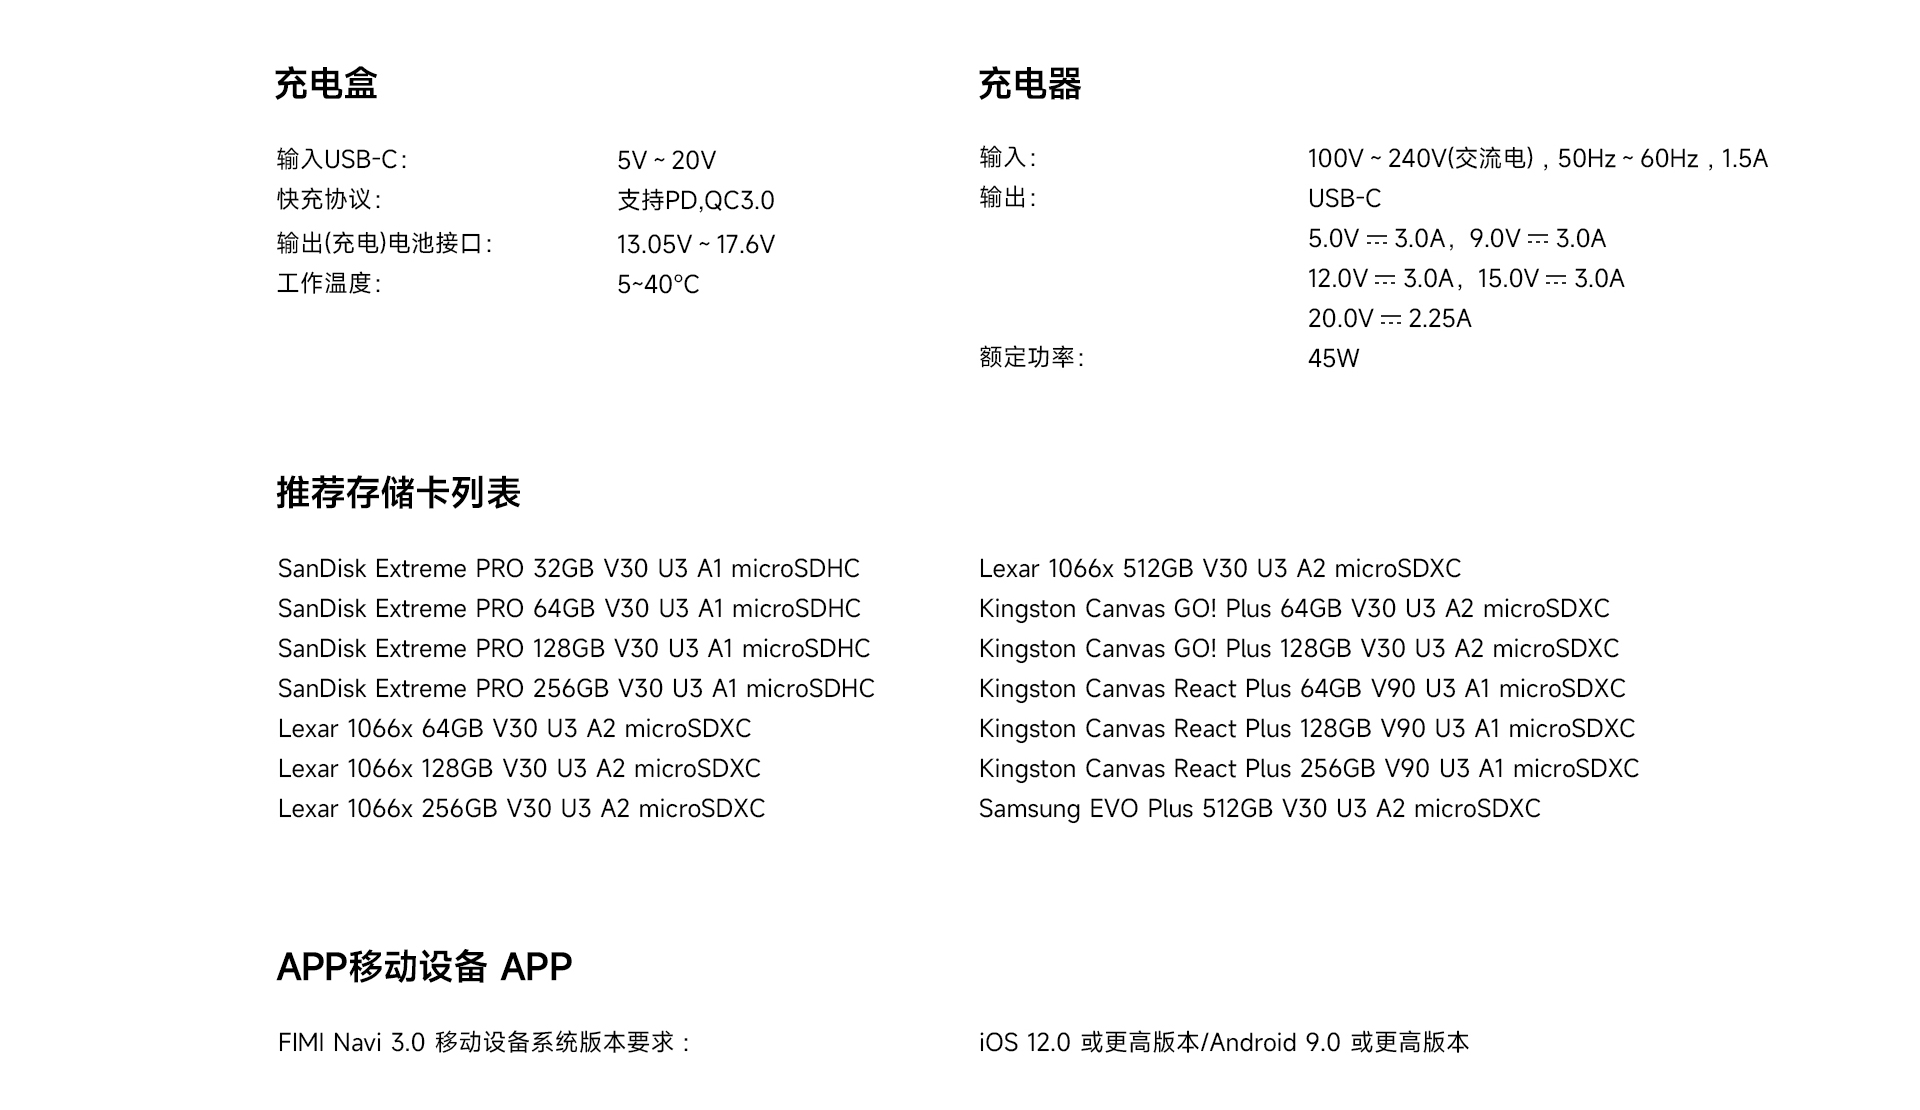 充电盒
输入USB-C： 5V ~ 20V
快充协议： 支持PD,QC3.0
输出(充电)电池接口： 13.05V ~ 17.6V
工作温度： 5~40°C
充电器
输入： 100V ~ 240V(交流电) , 50Hz ~ 60Hz , 1.5A
输出： USB-C
5.0V ⎓ 3.0A，9.0V ⎓ 3.0A
12.0V ⎓ 3.0A，15.0V ⎓ 3.0A
20.0V ⎓ 2.25A
额定功率： 45W
推荐存储卡列表
SanDisk Extreme PRO 32GB V30 U3 A1 microSDHC
SanDisk Extreme PRO 64GB V30 U3 A1 microSDHC
SanDisk Extreme PRO 128GB V30 U3 A1 microSDHC
SanDisk Extreme PRO 256GB V30 U3 A1 microSDHC
Lexar 1066x 64GB V30 U3 A2 microSDXC
Lexar 1066x 128GB V30 U3 A2 microSDXC
Lexar 1066x 256GB V30 U3 A2 microSDXC
Lexar 1066x 512GB V30 U3 A2 microSDXC
Kingston Canvas GO! Plus 64GB V30 U3 A2 microSDXC
Kingston Canvas GO! Plus 128GB V30 U3 A2 microSDXC
Kingston Canvas React Plus 64GB V90 U3 A1 microSDXC
Kingston Canvas React Plus 128GB V90 U3 A1 microSDXC
Kingston Canvas React Plus 256GB V90 U3 A1 microSDXC
Samsung EVO Plus 512GB V30 U3 A2 microSDXC
APP移动设备 APP
FIMI Navi 3.0 移动设备系统版本要求： iOS 12.0 或更高版本/Android 9.0 或更高版本